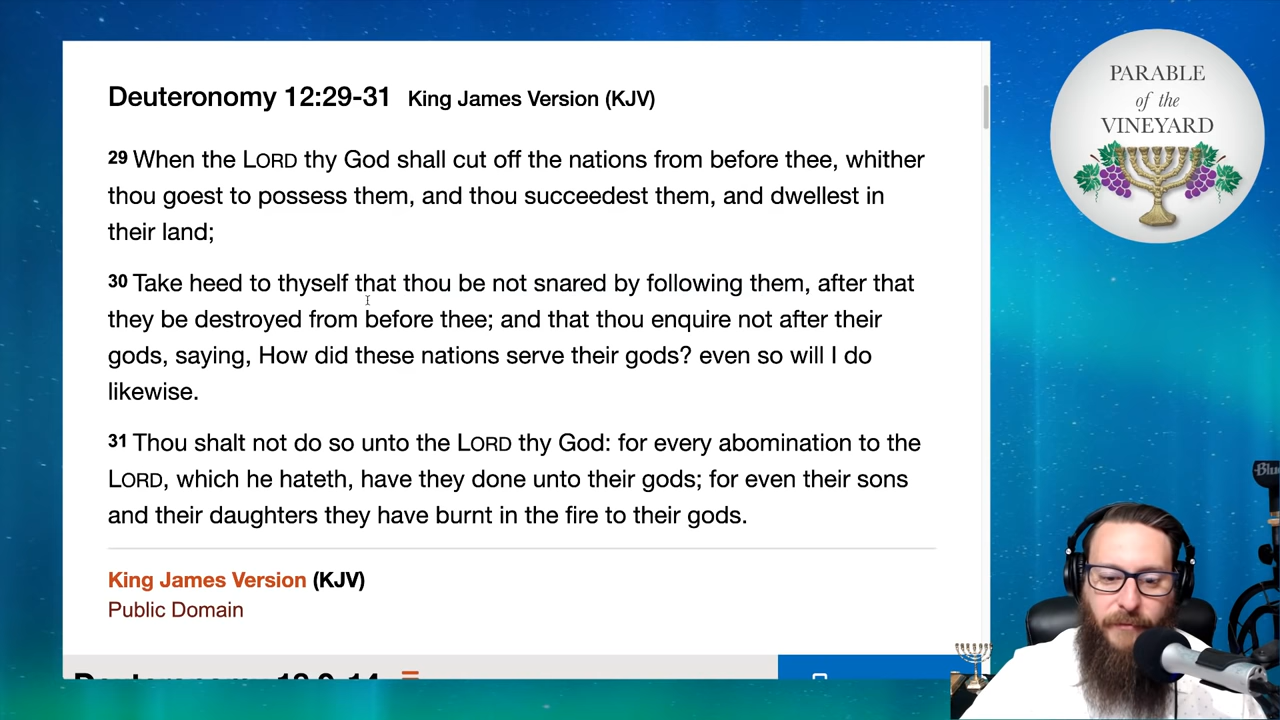 Deuteronomy 12:29-31 King James Version (KJV)
29 When the LORD thy God shall cut off the nations from before thee, whither
thou goest to possess them, and thou succeedest them, and dwellest in
their land;
30 Take heed to thyself that thou be not snared by following them, after that
they be destroyed from before thee; and that thou enquire not after their
gods, saying, How did these nations serve their gods? even so will I do
likewise.
31 Thou shalt not do so unto the LORD thy God: for every abomination to the
LORD, which he hateth, have they done unto their gods; for even their sons
and their daughters they have burnt in the fire to their gods.
King James Version (KJV)
Public Domain
PARABLE
of the
VINEYARD
Blue